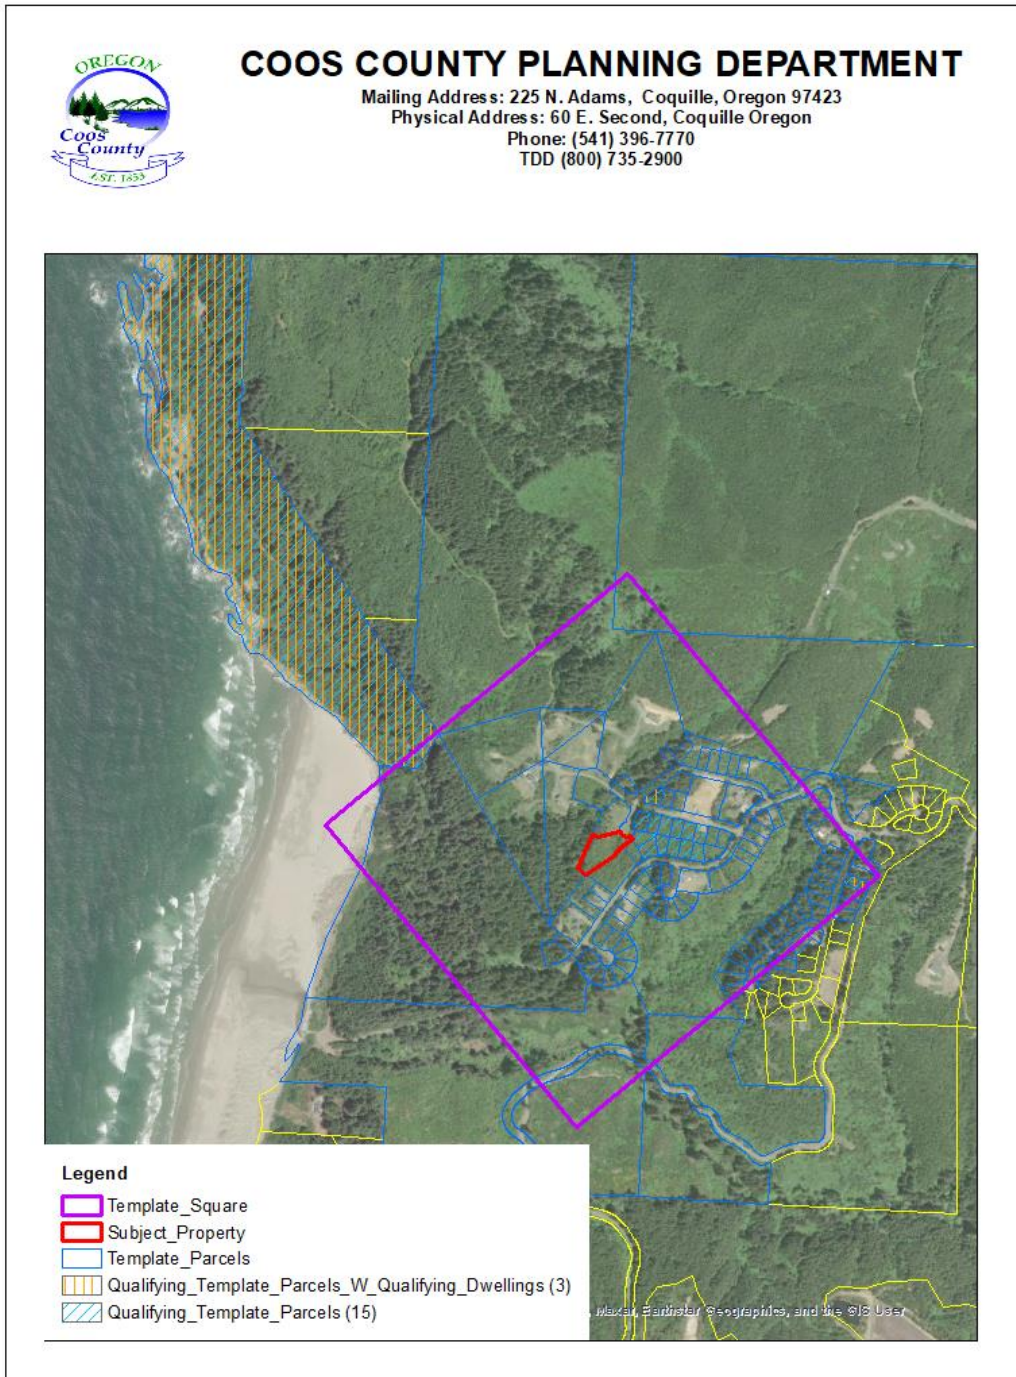 OREGON
Coos
County
EST. 1853
COOS COUNTY PLANNING DEPARTMENT
Mailing Address: 225 N. Adams, Coquille, Oregon 97423
Physical Address: 60 E. Second, Coquille Oregon
Phone: (541) 396-7770
TDD (800) 735-2900
Legend
Template_Square
Subject_Property
Template_Parcels
Qualifying_Template_Parcels_W_Qualifying_Dwellings (3)
Qualifying_Template_Parcels (15)
, Maxar, Earthstar Geographics, and the GIS User